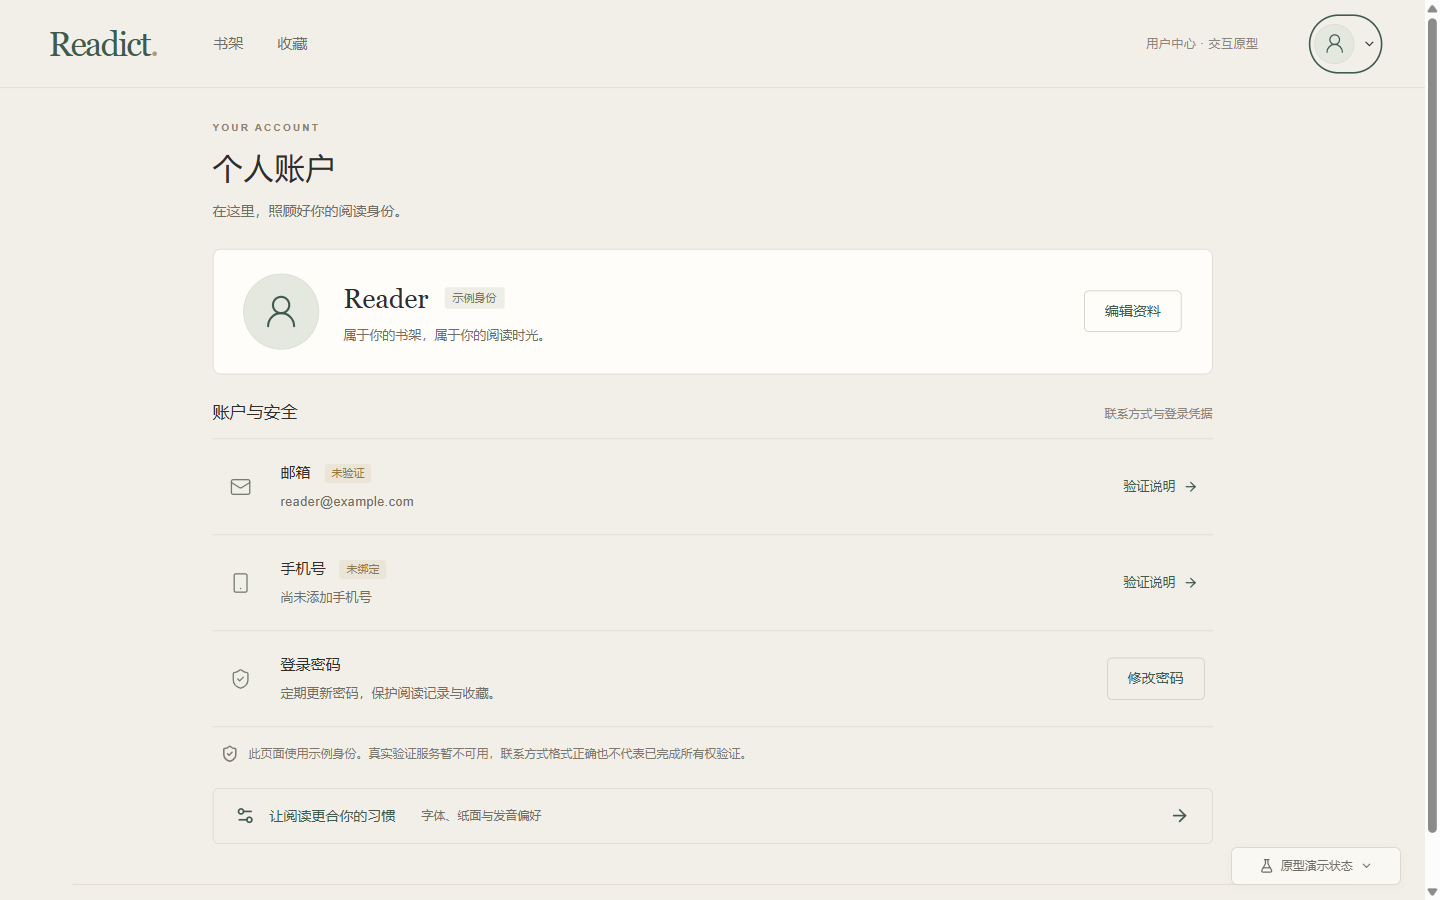 Readict.
书架
收藏
用户中心 · 交互原型
YOUR ACCOUNT
个人账户
在这里，照顾好你的阅读身份。
Reader
示例身份
属于你的书架，属于你的阅读时光。
编辑资料
账户与安全
联系方式与登录凭据
邮箱
未验证
reader@example.com
验证说明
手机号
未绑定
尚未添加手机号
验证说明
登录密码
定期更新密码，保护阅读记录与收藏。
修改密码
此页面使用示例身份。真实验证服务暂不可用，联系方式格式正确也不代表已完成所有权验证。
让阅读更合你的习惯
字体、纸面与发音偏好
原型演示状态